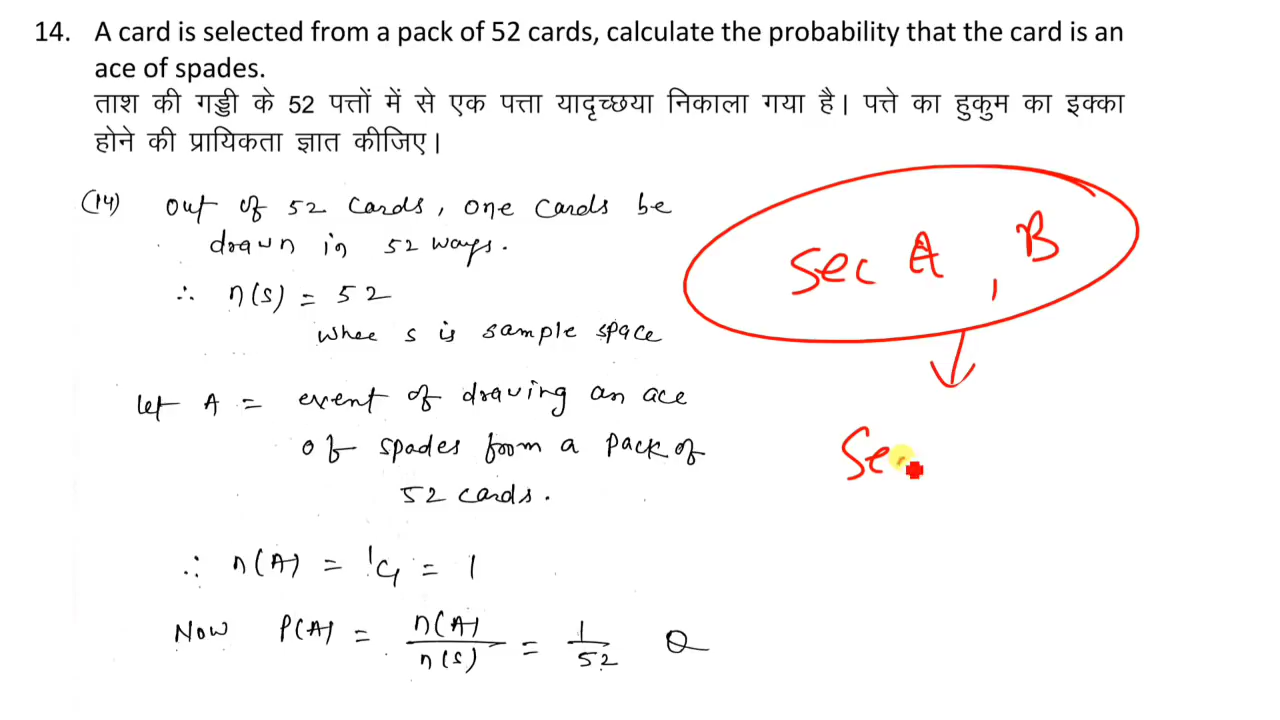 14. A card is selected from a pack of 52 cards, calculate the probability that the card is an
ace of spades.
ताश की गड्डी के 52 पत्तों में से एक पत्ता यादृच्छया निकाला गया है। पत्ते का हुकुम का इक्का
होने की प्रायिकता ज्ञात कीजिए।
(14) out of 52 cards, one cards be
drawn in 52 ways.
∴ n(S) = 52
whee s is sample space
let A = event of drawing an ace
of spades from a pack of
52 cards.
∴ n(A) = ¹C₁ = 1
Now P(A) = n(A)/n(S) = 1/52
Sec A, B
Se